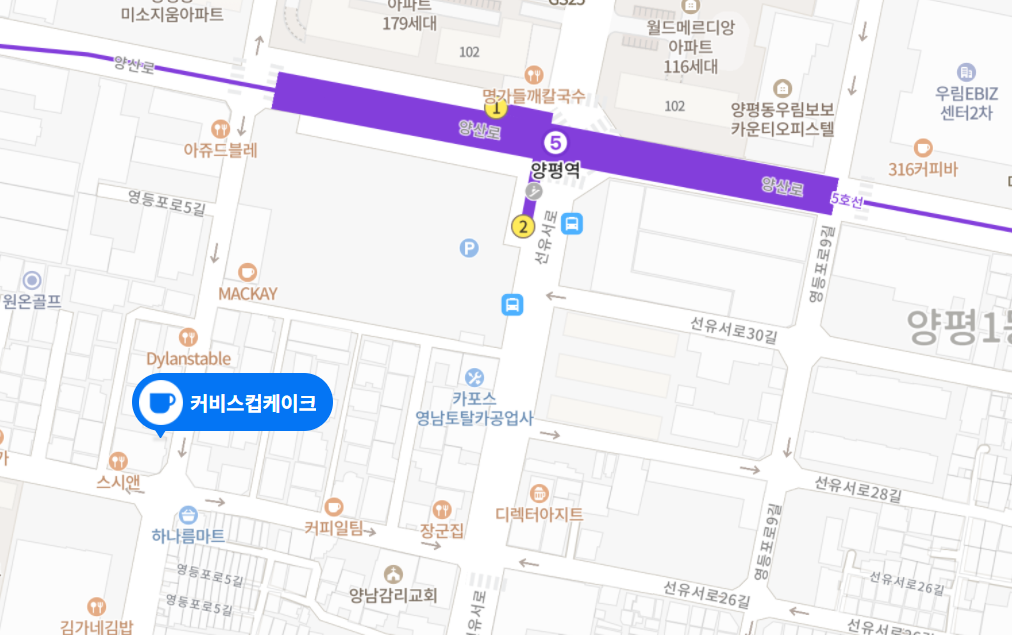 미소지움아파트
아파트
179세대
GS25
월드메르디앙
아파트
116세대
102
양산로
명가들깨칼국수
1
102
양평동우림보보
카운티오피스텔
우림EBIZ
센터2차
아쥬드블레
양산로
5
양평역
316커피바
양산로
5호선
영등포로5길
2
선유서로
P
영등포로9길
원온골프
MACKAY
선유서로30길
양평1동
Dylanstable
커비스컵케이크
카포스
영남토탈카공업사
가
스시앤
선유서로28길
하나름마트
커피일팀
장군집
디렉터아지트
영등포로9길
영등포로5길
양남감리교회
선유서로
선유서로26길
선유서로26길
영등포로5길
김가네김밥
선유서로26길